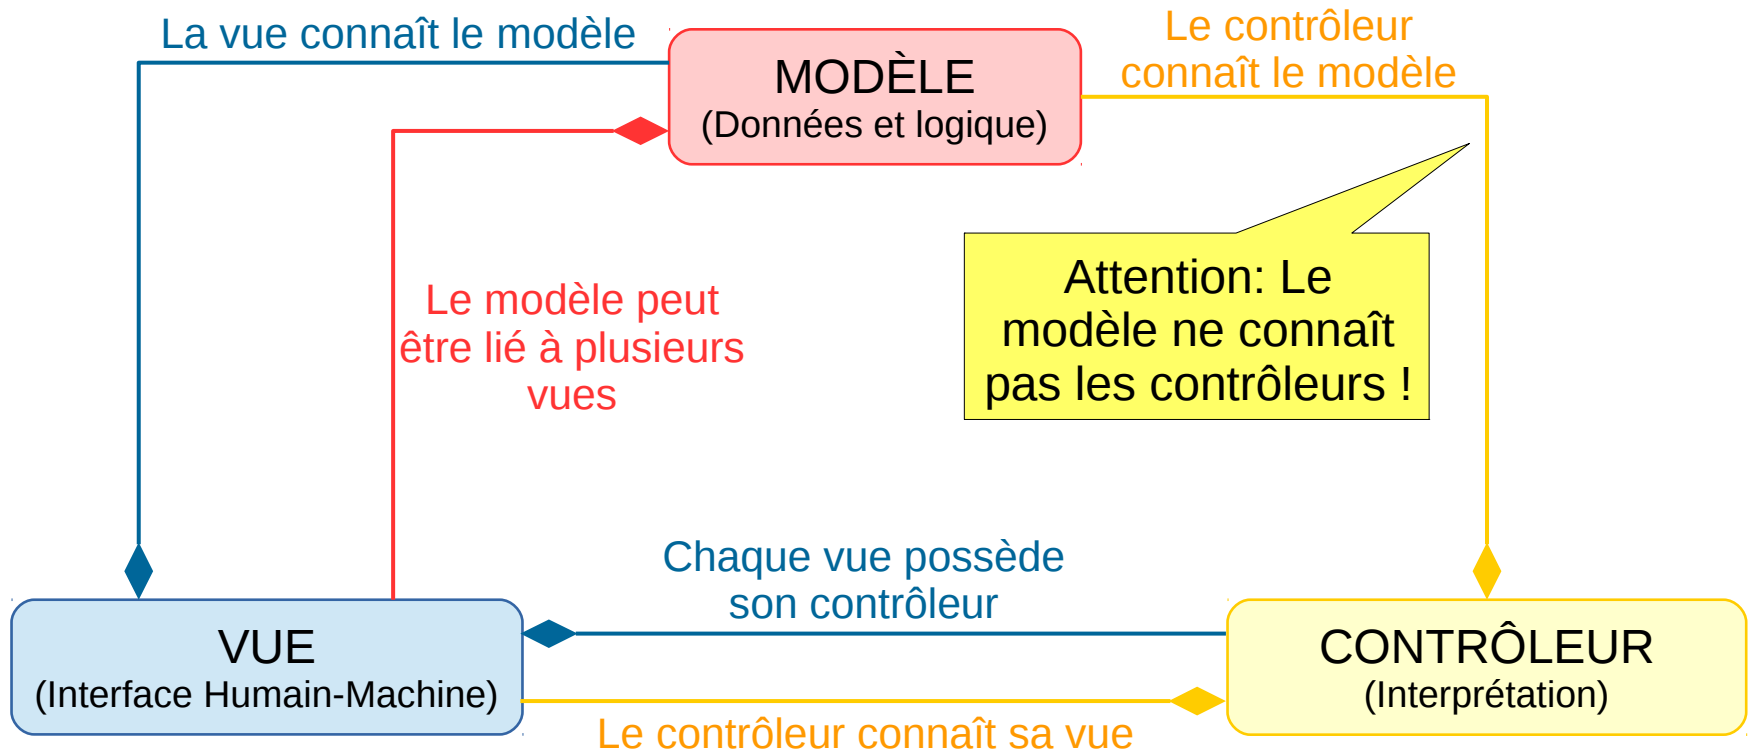 La vue connaît le modèle
MODÈLE
(Données et logique)
Le contrôleur
connaît le modèle
Attention: Le
modèle ne connaît
pas les contrôleurs !
Le modèle peut
être lié à plusieurs
vues
Chaque vue possède
son contrôleur
VUE
(Interface Humain-Machine)
CONTRÔLEUR
(Interprétation)
Le contrôleur connaît sa vue